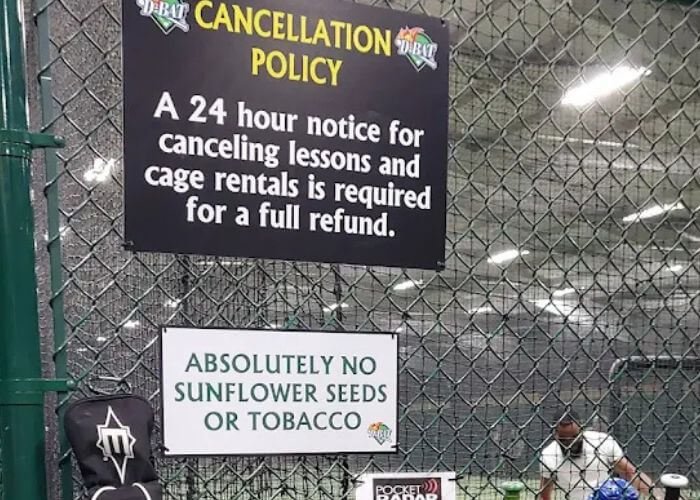 D-BAT
CANCELLATION
D-BAT
POLICY
A 24 hour notice for
canceling lessons and
cage rentals is required
for a full refund.
ABSOLUTELY NO
SUNFLOWER SEEDS
OR TOBACCO
D-BAT
POCKET
RADAR